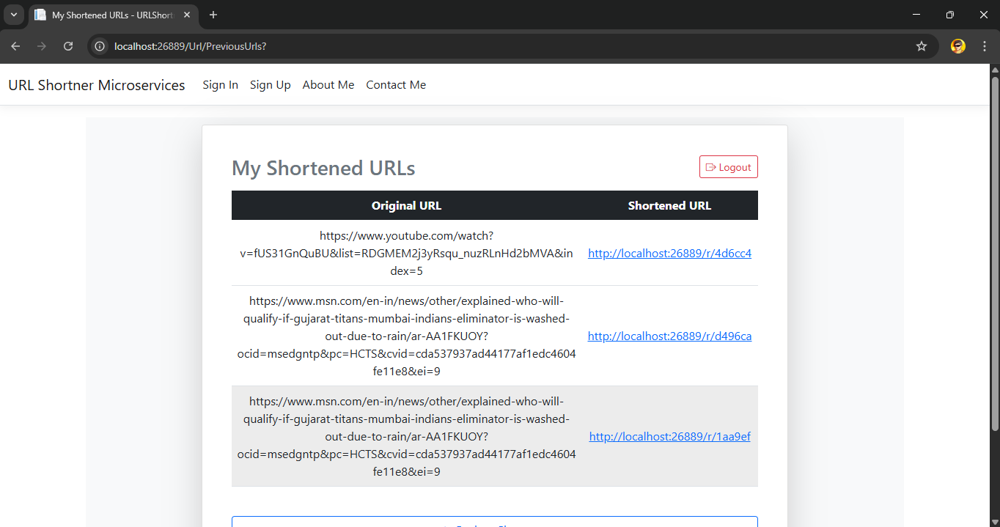 My Shortened URLs - URLShort
localhost:26889/Url/PreviousUrls?
URL Shortner Microservices Sign In Sign Up About Me Contact Me
My Shortened URLs
Logout
Original URL Shortened URL
https://www.youtube.com/watch?
v=fUS31GnQuBU&list=RDGMEM2j3yRsqu_nuzRLnHd2bMVA&in
dex=5
http://localhost:26889/r/4d6cc4
https://www.msn.com/en-in/news/other/explained-who-will-
qualify-if-gujarat-titans-mumbai-indians-eliminator-is-washed-
out-due-to-rain/ar-AA1FKUOY?
ocid=msedgntp&pc=HCTS&cvid=cda537937ad44177af1edc4604
fe11e8&ei=9
http://localhost:26889/r/d496ca
https://www.msn.com/en-in/news/other/explained-who-will-
qualify-if-gujarat-titans-mumbai-indians-eliminator-is-washed-
out-due-to-rain/ar-AA1FKUOY?
ocid=msedgntp&pc=HCTS&cvid=cda537937ad44177af1edc4604
fe11e8&ei=9
http://localhost:26889/r/1aa9ef